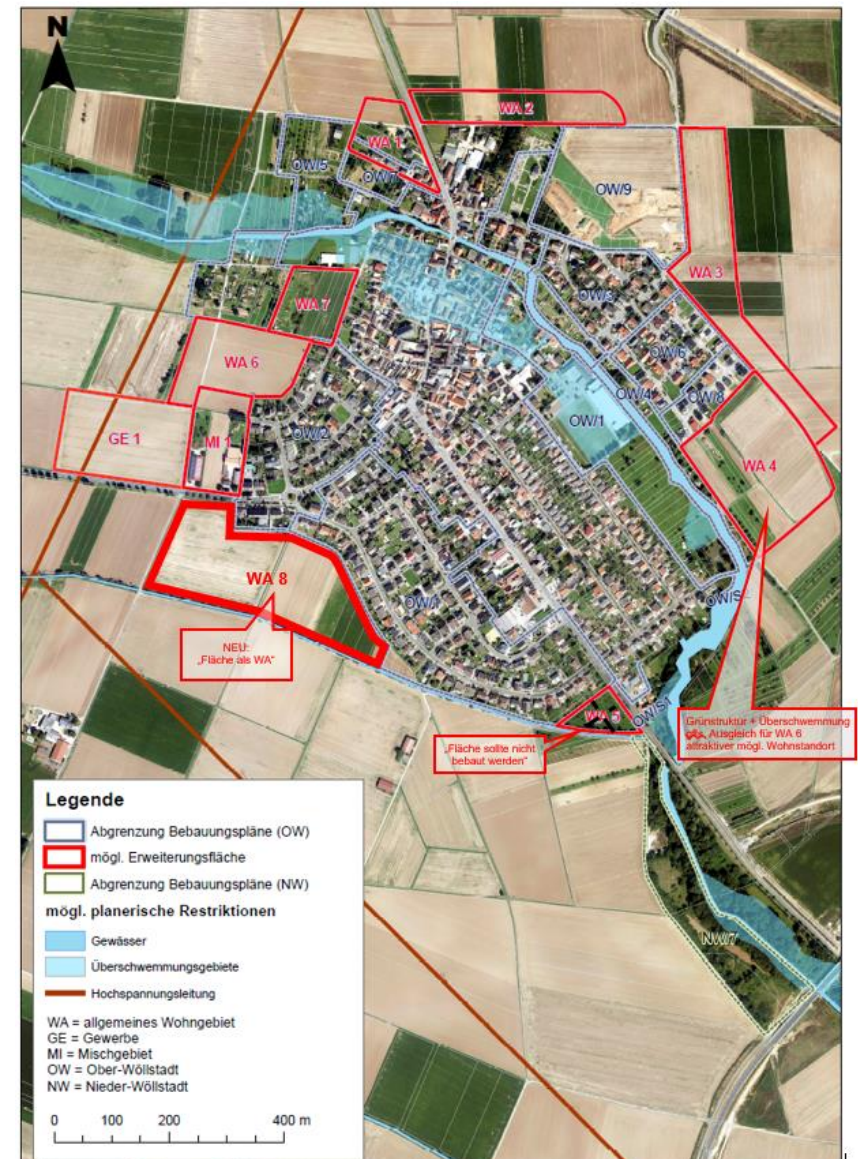 N
WA 2
WA 1
OW/5
OW/7
OW/9
WA 3
OW/3
WA 7
OW/6
WA 6
OW/4
OW/8
OW/1
GE 1
MI 1
OW/2
WA 4
WA 8
OW/1
NEU:
„Fläche als WA“
WA 5
OW/S1
„Fläche sollte nicht
bebaut werden“
Grünstruktur + Überschwemmung
Ausgleich für WA 6
attraktiver mögl. Wohnstandort
NW/7
Legende
Abgrenzung Bebauungspläne (OW)
mögl. Erweiterungsfläche
Abgrenzung Bebauungspläne (NW)
mögl. planerische Restriktionen
Gewässer
Überschwemmungsgebiete
Hochspannungsleitung
WA = allgemeines Wohngebiet
GE = Gewerbe
MI = Mischgebiet
OW = Ober-Wöllstadt
NW = Nieder-Wöllstadt
0 100 200 400 m